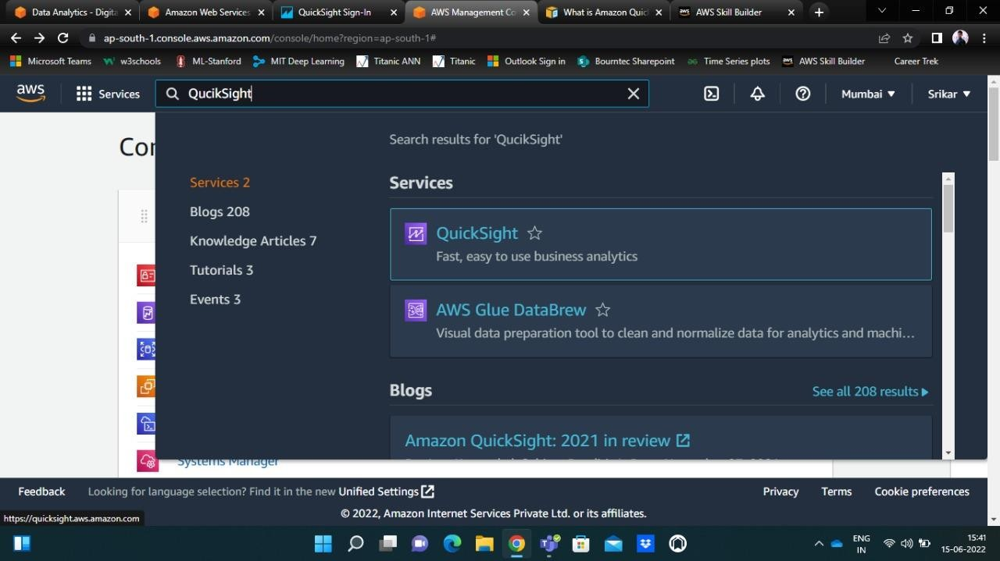 Data Analytics - Digita
Amazon Web Services
QuickSight Sign-In
AWS Management Co
What is Amazon Quic
aws AWS Skill Builder
ap-south-1.console.aws.amazon.com/console/home?region=ap-south-1#
Microsoft Teams
w3schools
ML-Stanford
MIT Deep Learning
Titanic ANN
Titanic
Outlook Sign in
Bourntec Sharepoint
Time Series plots
aws AWS Skill Builder
Career Trek
aws
Services
QucikSight
Mumbai
Srikar
Con
Search results for 'QucikSight'
Services 2
Blogs 208
Knowledge Articles 7
Tutorials 3
Events 3
Services
QuickSight
Fast, easy to use business analytics
AWS Glue DataBrew
Visual data preparation tool to clean and normalize data for analytics and machi...
Blogs
See all 208 results
Amazon QuickSight: 2021 in review
Systems Manager
Feedback
Looking for language selection? Find it in the new Unified Settings
Privacy
Terms
Cookie preferences
https://quicksight.aws.amazon.com
© 2022, Amazon Internet Services Private Ltd. or its affiliates.
ENG
IN
15:41
15-06-2022